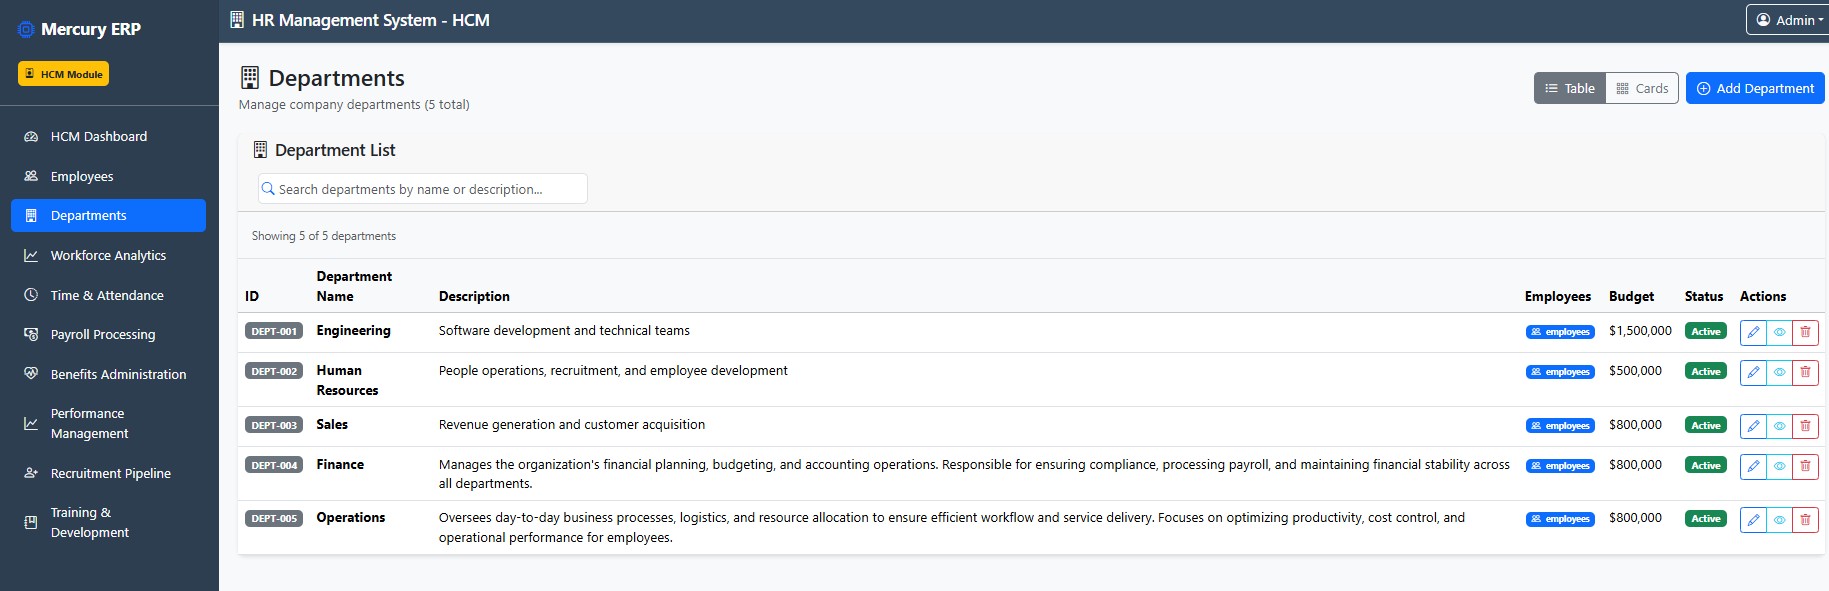 Mercury ERP
HCM Module
HCM Dashboard
Employees
Departments
Workforce Analytics
Time & Attendance
Payroll Processing
Benefits Administration
Performance
Management
Recruitment Pipeline
Training &
Development
HR Management System - HCM
Admin
Departments
Manage company departments (5 total)
Table
Cards
Add Department
Department List
Search departments by name or description...
Showing 5 of 5 departments
ID Department Name Description Employees Budget Status Actions
DEPT-001 Engineering Software development and technical teams employees $1,500,000 Active
DEPT-002 Human Resources People operations, recruitment, and employee development employees $500,000 Active
DEPT-003 Sales Revenue generation and customer acquisition employees $800,000 Active
DEPT-004 Finance Manages the organization's financial planning, budgeting, and accounting operations. Responsible for ensuring compliance, processing payroll, and maintaining financial stability across employees $800,000 Active
all departments.
DEPT-005 Operations Oversees day-to-day business processes, logistics, and resource allocation to ensure efficient workflow and service delivery. Focuses on optimizing productivity, cost control, and employees $800,000 Active
operational performance for employees.